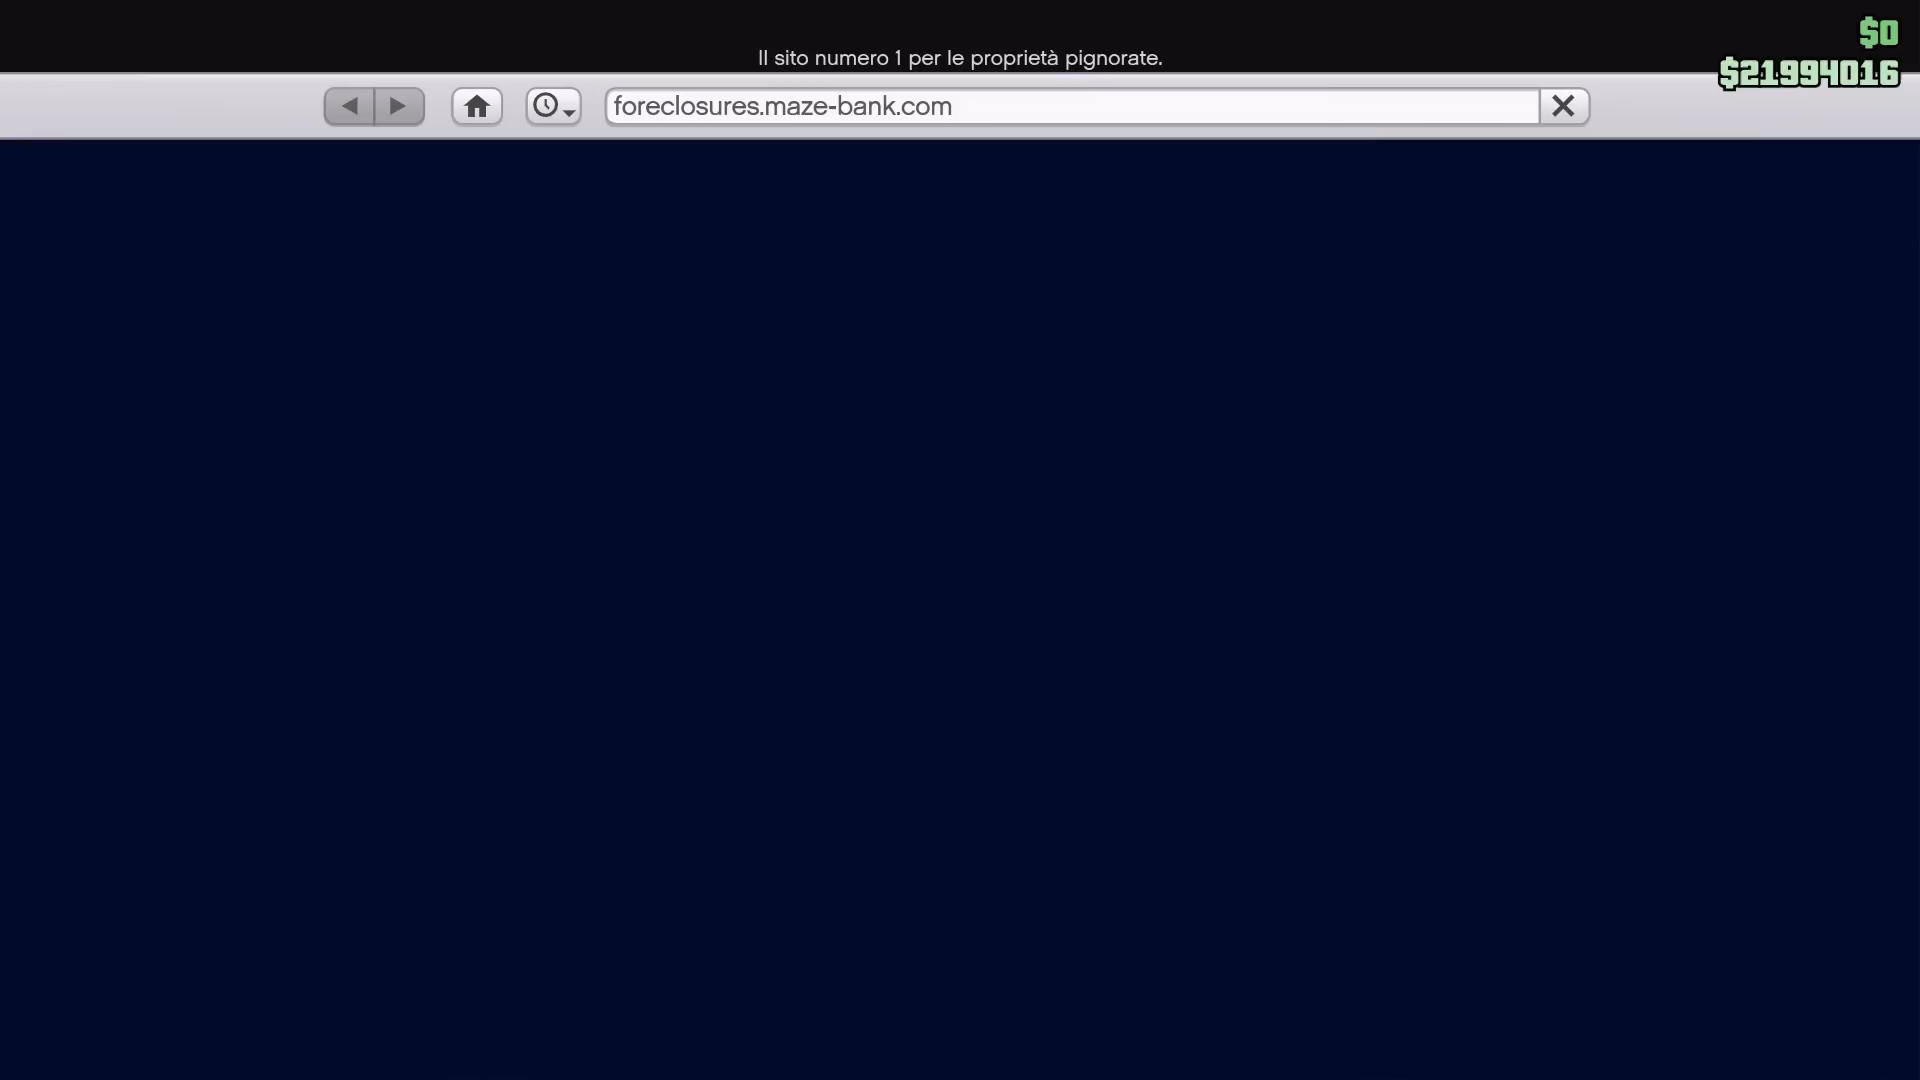 $0
Il sito numero 1 per le proprietà pignorate.
$21994016
foreclosures.maze-bank.com